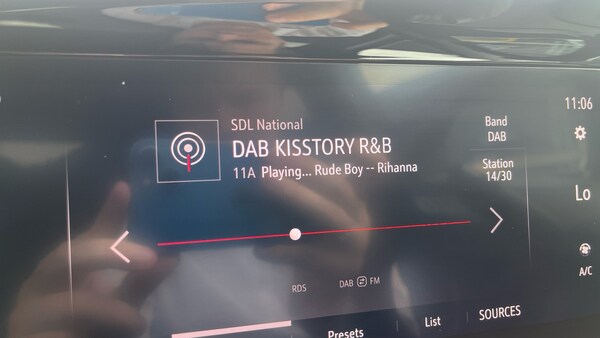 11:06
SDL National
DAB KISSTORY R&B
11A Playing... Rude Boy -- Rihanna
Band
DAB
Station
14/30
Lo
A/C
RDS
DAB FM
Presets
List
SOURCES